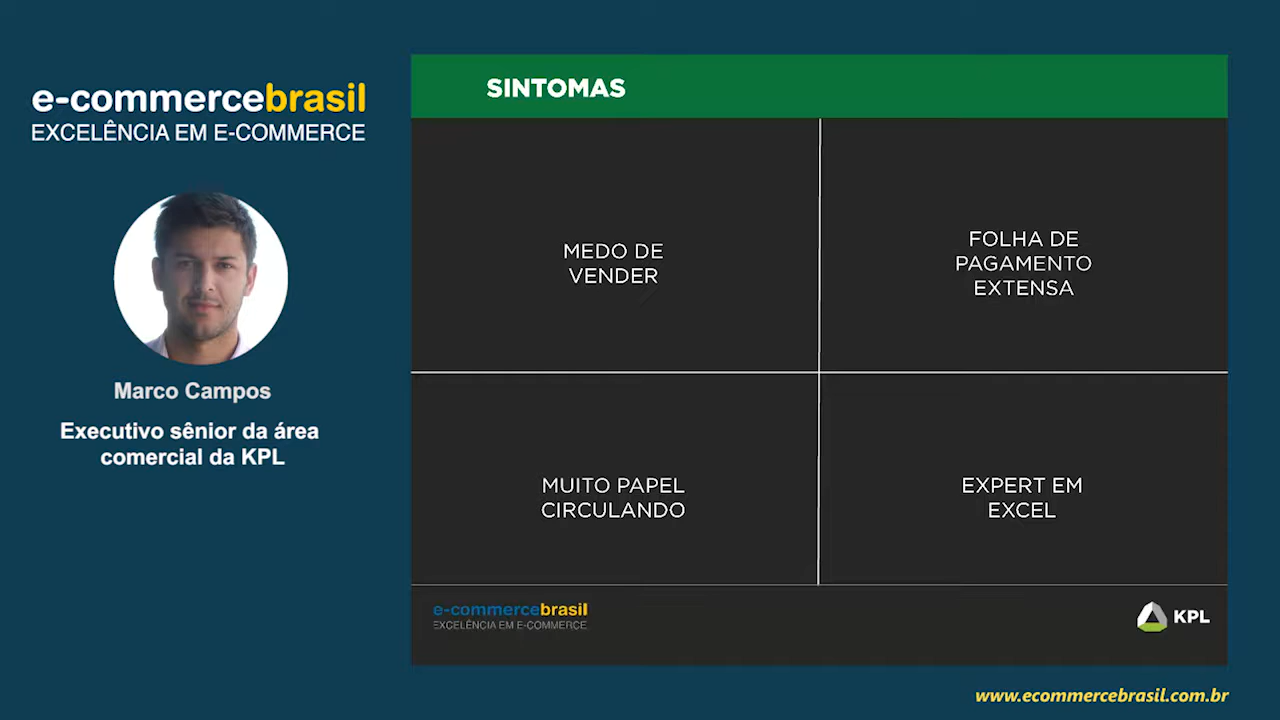 e-commercebrasil
EXCELÊNCIA EM E-COMMERCE
Marco Campos
Executivo sênior da área
comercial da KPL
SINTOMAS
MEDO DE
VENDER
FOLHA DE
PAGAMENTO
EXTENSA
MUITO PAPEL
CIRCULANDO
EXPERT EM
EXCEL
e-commercebrasil
EXCELÊNCIA EM E-COMMERCE
KPL
www.ecommercebrasil.com.br